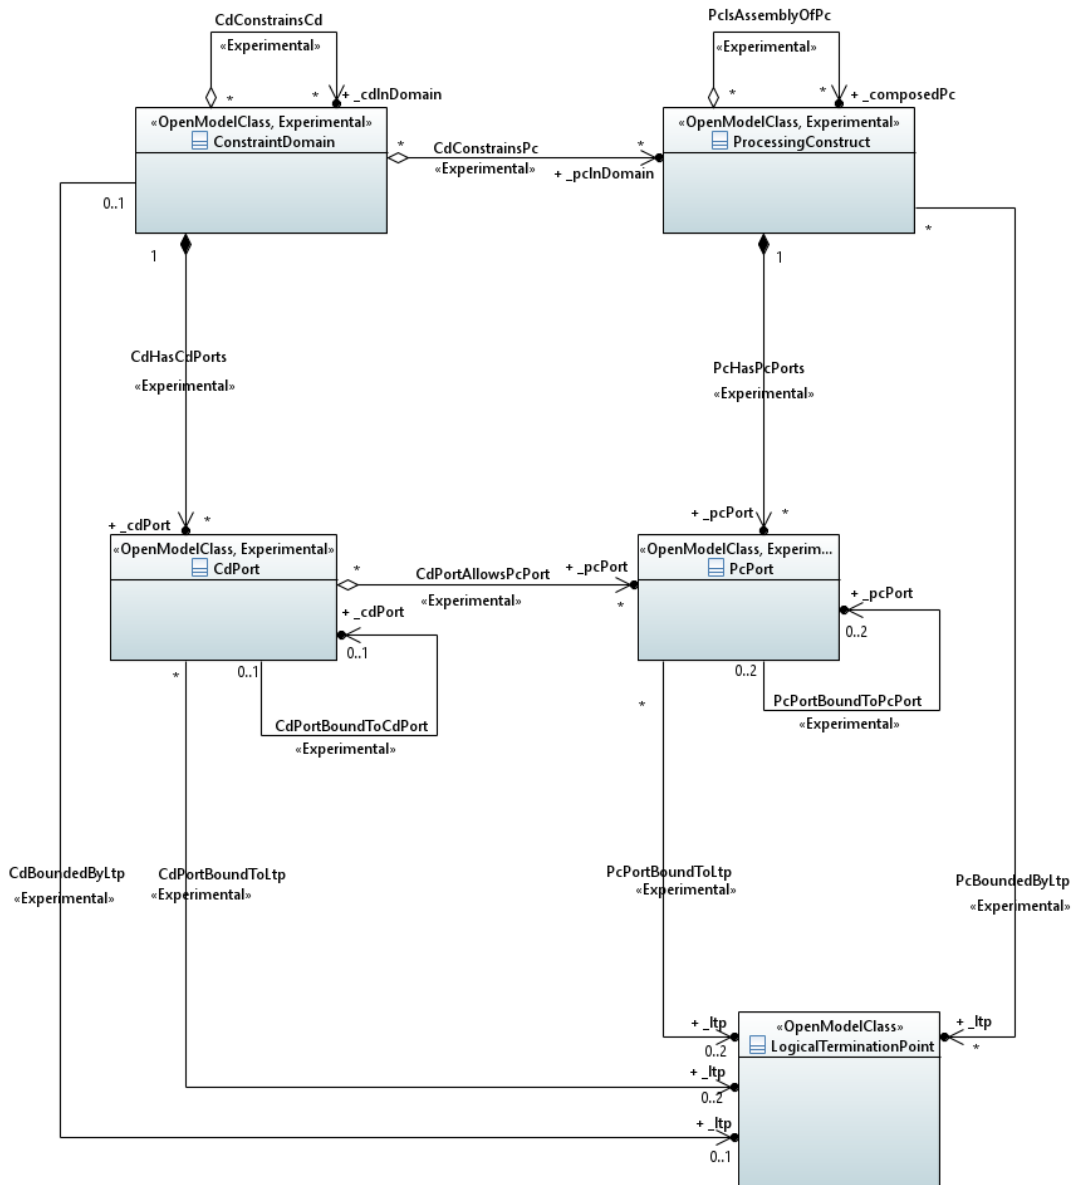 CdConstrainsCd
«Experimental»
PcIsAssemblyOfPc
«Experimental»
*
*
+ _cdInDomain
*
*
+ _composedPc
«OpenModelClass, Experimental»
ConstraintDomain
«OpenModelClass, Experimental»
ProcessingConstruct
*
CdConstrainsPc
«Experimental»
*
+ _pcInDomain
0..1
1
1
*
CdHasCdPorts
«Experimental»
PcHasPcPorts
«Experimental»
+ _cdPort
*
+ _pcPort
*
«OpenModelClass, Experimental»
CdPort
«OpenModelClass, Experim...
PcPort
*
CdPortAllowsPcPort
«Experimental»
+ _pcPort
*
+ _cdPort
0..1
+ _pcPort
0..2
*
0..1
CdPortBoundToCdPort
«Experimental»
*
0..2
PcPortBoundToPcPort
«Experimental»
CdBoundedByLtp
«Experimental»
CdPortBoundToLtp
«Experimental»
PcPortBoundToLtp
«Experimental»
PcBoundedByLtp
«Experimental»
+ _ltp
0..2
«OpenModelClass»
LogicalTerminationPoint
+ _ltp
*
+ _ltp
0..2
+ _ltp
0..1